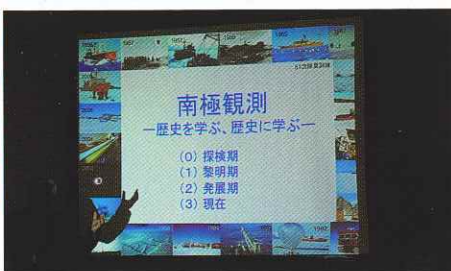 南極観測
ー歴史を学ぶ、歴史に学ぶー
(0) 探検期
(1) 黎明期
(2) 発展期
(3) 現在